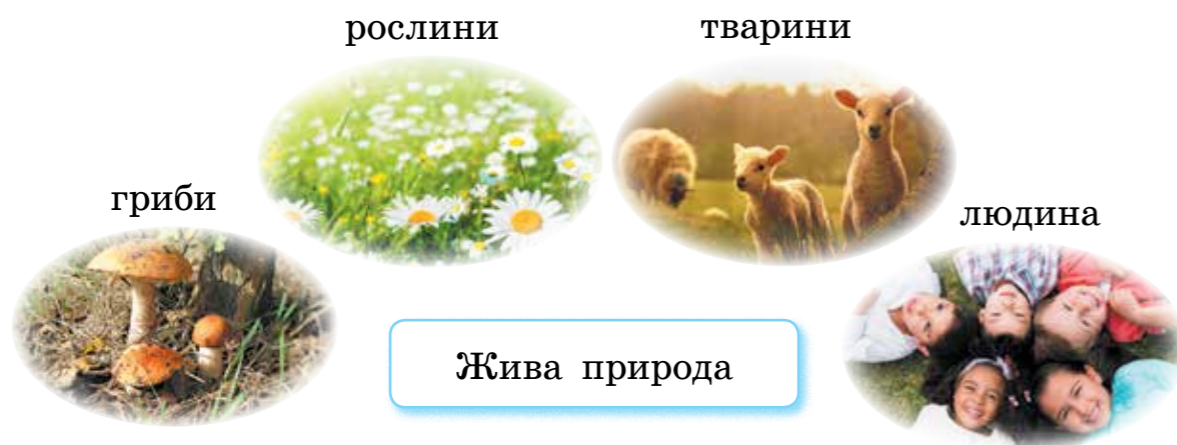 рослини
тварини
гриби
людина
Жива природа